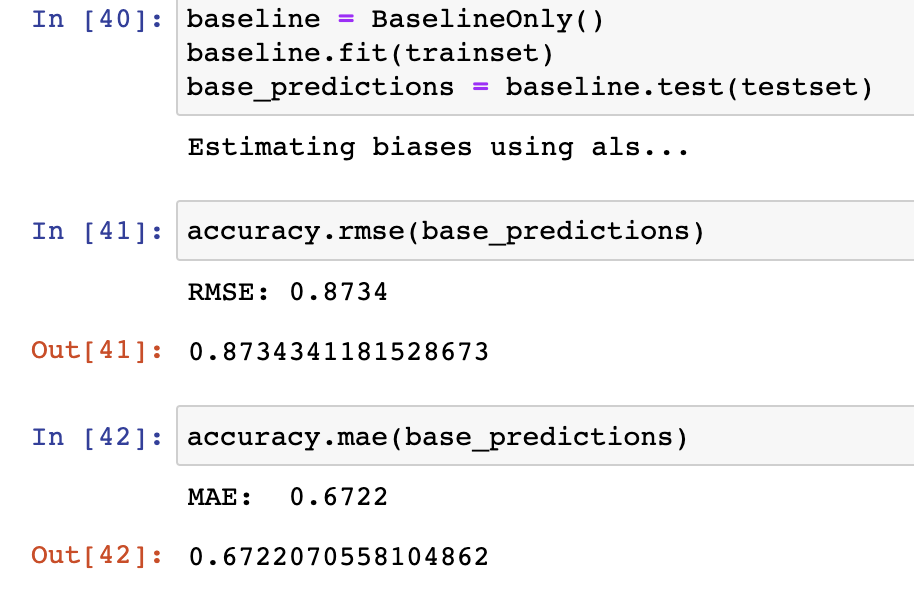 In [40]: baseline = BaselineOnly()
baseline.fit(trainset)
base_predictions = baseline.test(testset)
Estimating biases using als...
In [41]: accuracy.rmse(base_predictions)
RMSE: 0.8734
Out[41]: 0.8734341181528673
In [42]: accuracy.mae(base_predictions)
MAE:  0.6722
Out[42]: 0.6722070558104862